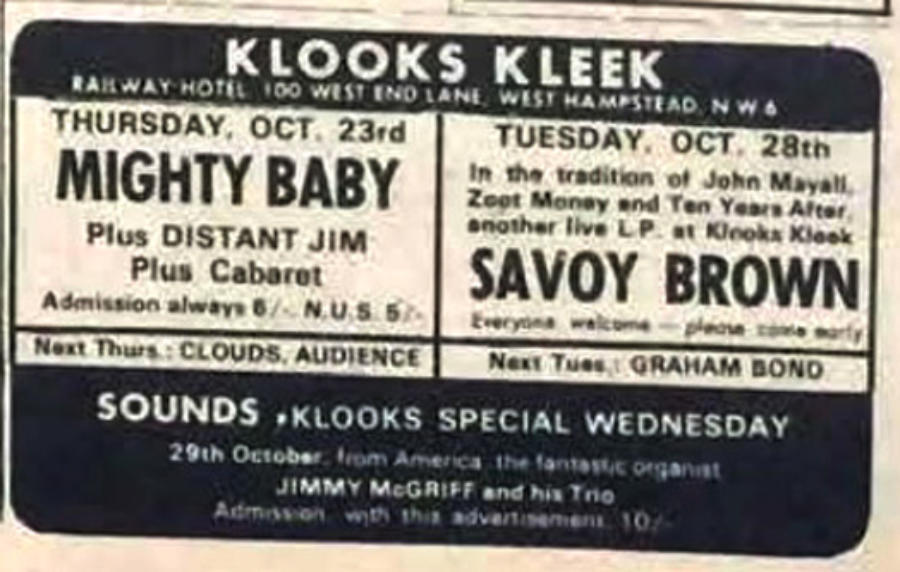 KLOOKS KLEEK
RAILWAY HOTEL, 100 WEST END LANE, WEST HAMPSTEAD, N W 6
THURSDAY, OCT. 23rd
MIGHTY BABY
Plus DISTANT JIM
Plus Cabaret
Admission always 6/-. N.U.S. 5/-
Next Thurs.: CLOUDS, AUDIENCE
TUESDAY, OCT. 28th
In the tradition of John Mayall,
Zoot Money and Ten Years After,
another live L.P. at Klooks Kleek
SAVOY BROWN
Everyone welcome — please come early
Next Tues.: GRAHAM BOND
SOUNDS, KLOOKS SPECIAL WEDNESDAY
29th October, from America the fantastic organist
JIMMY McGRIFF and his Trio
Admission with this advertisement 10/-